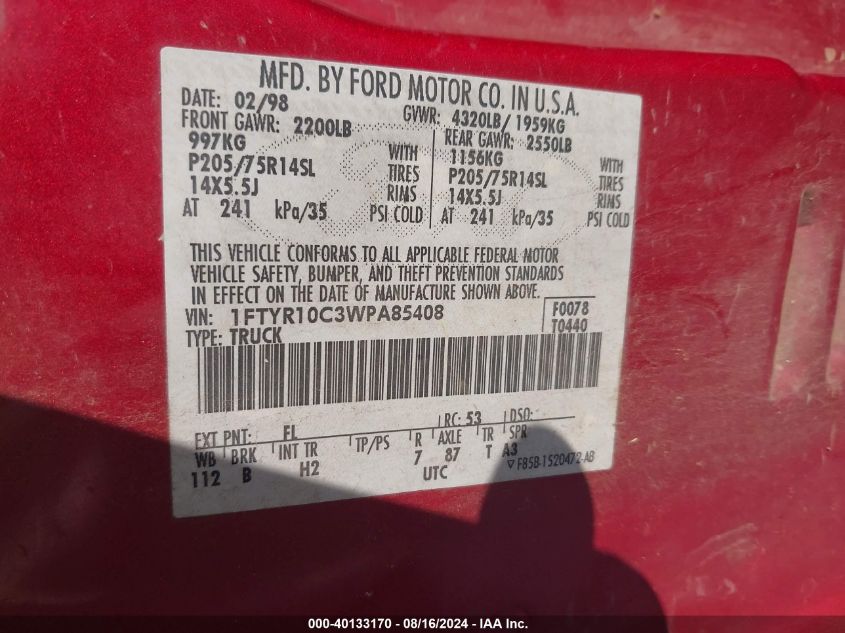 MFD. BY FORD MOTOR CO. IN U.S.A.
DATE: 02/98 GVWR: 4320LB/ 1959KG
FRONT GAWR: 2200LB REAR GAWR: 2550LB
997KG WITH 1156KG WITH
P205/75R14SL TIRES P205/75R14SL TIRES
14X5.5J RIMS 14X5.5J RIMS
AT 241 kPa/35 PSI COLD AT 241 kPa/35 PSI COLD
THIS VEHICLE CONFORMS TO ALL APPLICABLE FEDERAL MOTOR
VEHICLE SAFETY, BUMPER, AND THEFT PREVENTION STANDARDS
IN EFFECT ON THE DATE OF MANUFACTURE SHOWN ABOVE.
VIN: 1FTYR10C3WPA85408 F0078
TYPE: TRUCK T0440
EXT PNT: FL RC: 53 DSO:
WB BRK INT TR TP/PS R AXLE TR SPR
112 B H2 7 87 T A3
UTC ▽F85B-1520472-AB
000-40133170 - 08/16/2024 - IAA Inc.